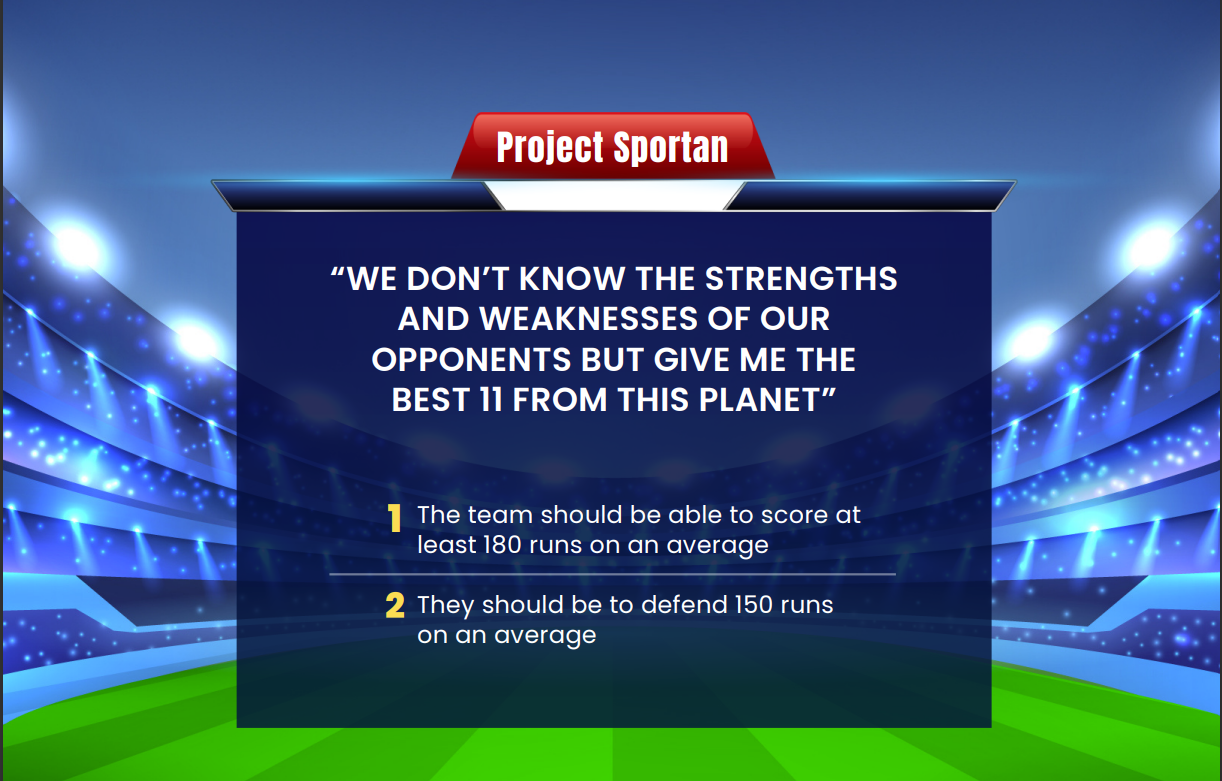 Project Sportan
“WE DON’T KNOW THE STRENGTHS
AND WEAKNESSES OF OUR
OPPONENTS BUT GIVE ME THE
BEST 11 FROM THIS PLANET”
1 The team should be able to score at
least 180 runs on an average
2 They should be to defend 150 runs
on an average